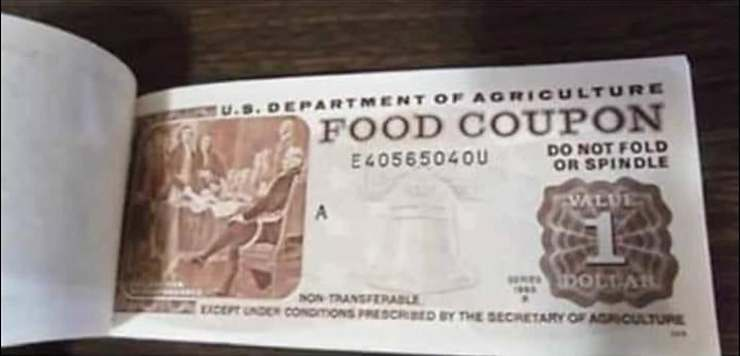 U.S. DEPARTMENT OF AGRICULTURE
FOOD COUPON
E40565040U
DO NOT FOLD
OR SPINDLE
A
VALUE
1
DOLLAR
SERIES
NON-TRANSFERABLE
EXCEPT UNDER CONDITIONS PRESCRIBED BY THE SECRETARY OF AGRICULTURE